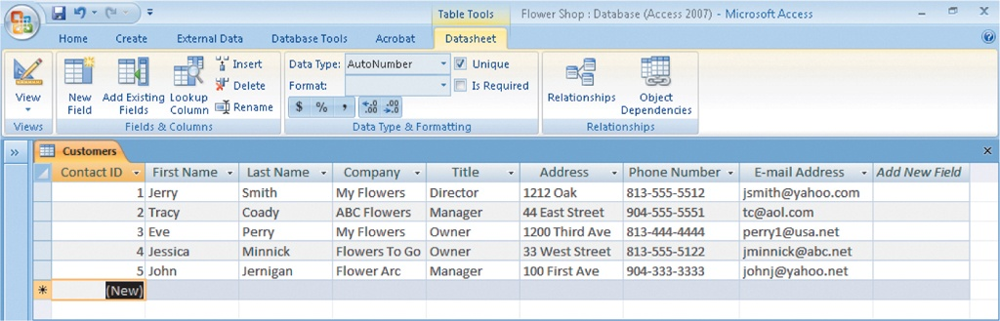 Table Tools Flower Shop : Database (Access 2007) - Microsoft Access
Home Create External Data Database Tools Acrobat Datasheet
View
Views
New Field
Add Existing Fields
Lookup Column
Insert
Delete
Rename
Fields & Columns
Data Type: AutoNumber
Format:
$ % ,
.0 .00
.00 .0
Unique
Is Required
Data Type & Formatting
Relationships
Object Dependencies
Relationships
Customers
Contact ID First Name Last Name Company Title Address Phone Number E-mail Address Add New Field
1 Jerry Smith My Flowers Director 1212 Oak 813-555-5512 jsmith@yahoo.com
2 Tracy Coady ABC Flowers Manager 44 East Street 904-555-5551 tc@aol.com
3 Eve Perry My Flowers Owner 1200 Third Ave 813-444-4444 perry1@usa.net
4 Jessica Minnick Flowers To Go Owner 33 West Street 813-555-5122 jminnick@abc.net
5 John Jernigan Flower Arc Manager 100 First Ave 904-333-3333 johnj@yahoo.net
(New)